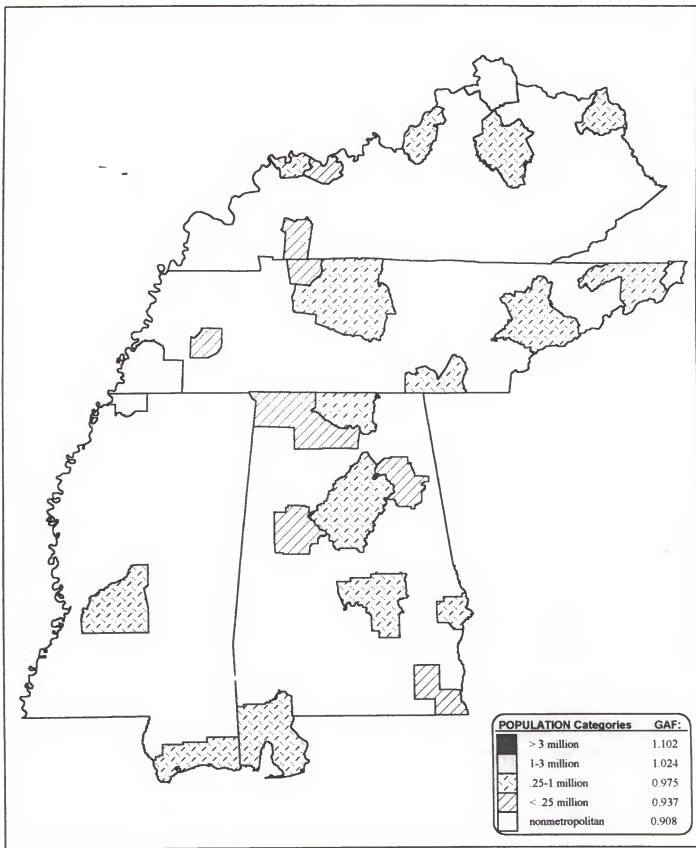 POPULATION Categories GAF:
> 3 million 1.102
1-3 million 1.024
.25-1 million 0.975
< .25 million 0.937
nonmetropolitan 0.908